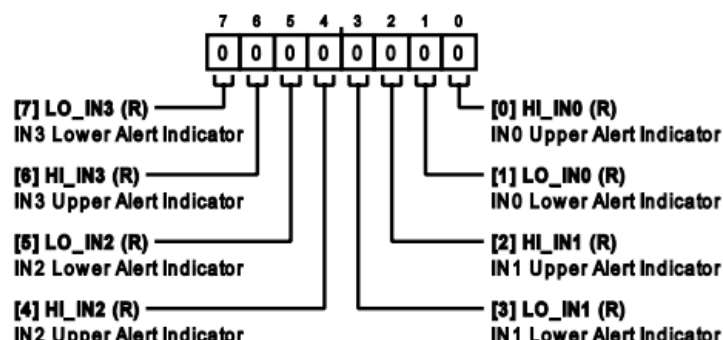 7 6 5 4 3 2 1 0
0 0 0 0 0 0 0 0
[7] LO_IN3 (R)
IN3 Lower Alert Indicator
[6] HI_IN3 (R)
IN3 Upper Alert Indicator
[5] LO_IN2 (R)
IN2 Lower Alert Indicator
[4] HI_IN2 (R)
IN2 Upper Alert Indicator
[0] HI_IN0 (R)
IN0 Upper Alert Indicator
[1] LO_IN0 (R)
IN0 Lower Alert Indicator
[2] HI_IN1 (R)
IN1 Upper Alert Indicator
[3] LO_IN1 (R)
IN1 Lower Alert Indicator